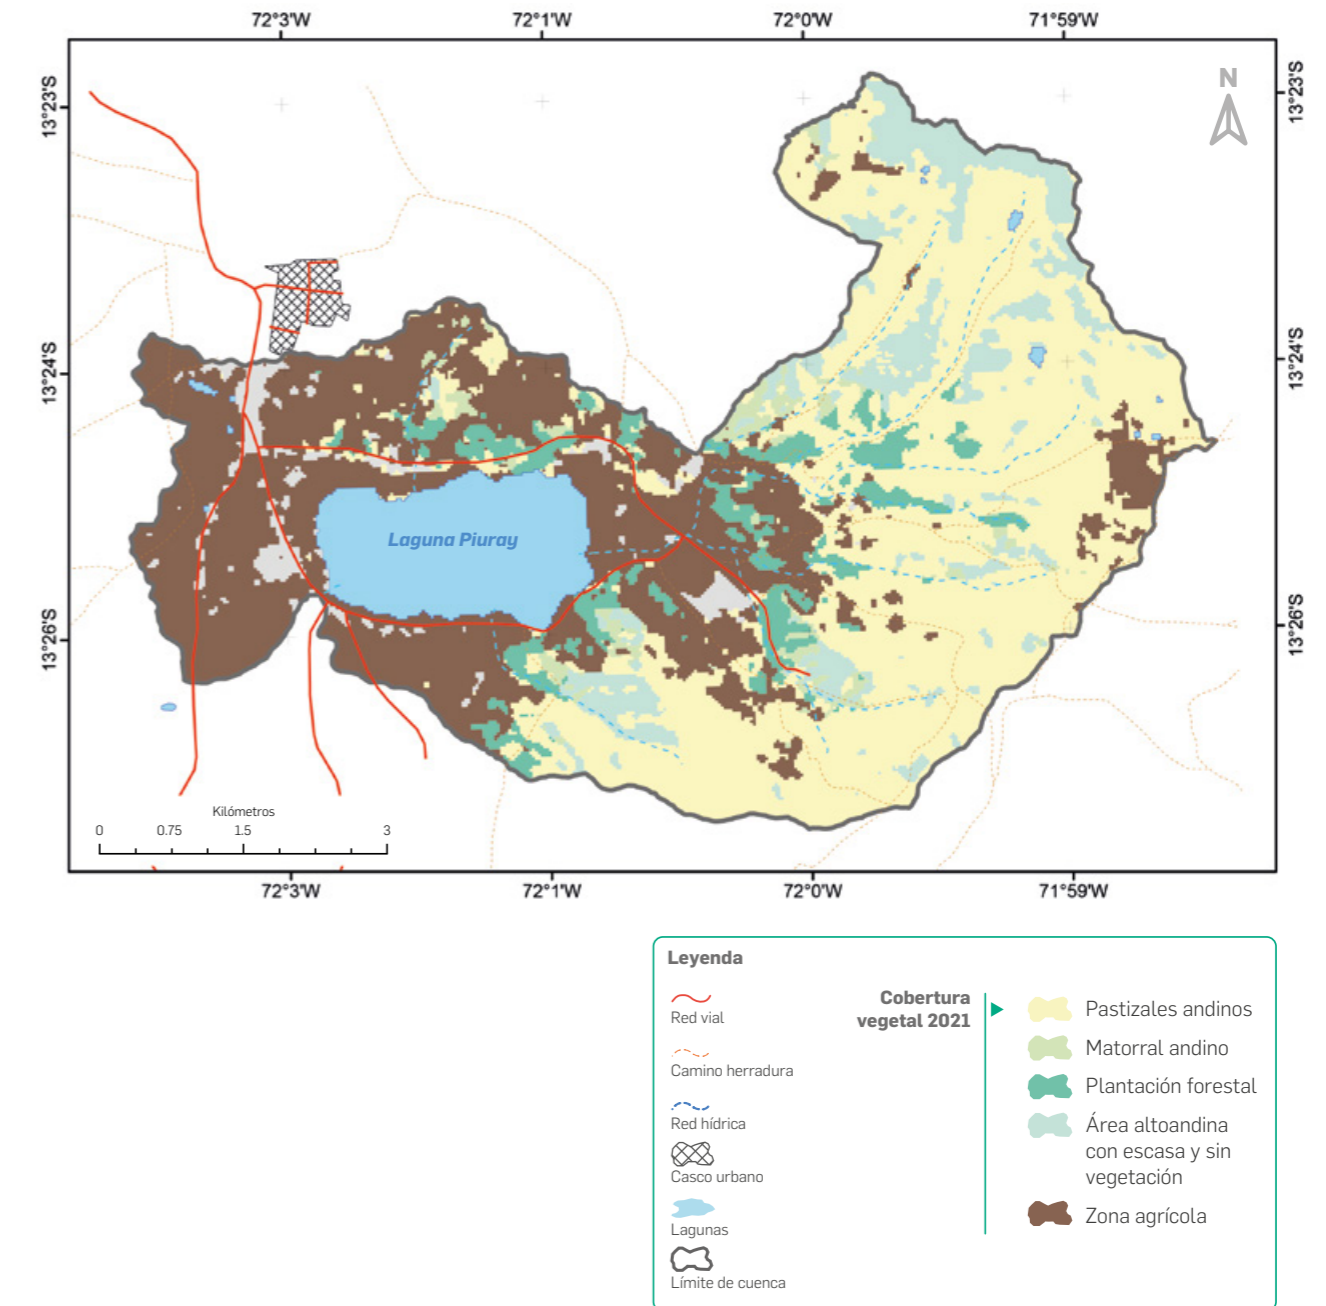 72°3'W 72°1'W 72°0'W 71°59'W
13°23'S 13°23'S
N
13°24'S 13°24'S
Laguna Piuray
13°26'S 13°26'S
Kilómetros
0 0.75 1.5 3
72°3'W 72°1'W 72°0'W 71°59'W
Leyenda
Red vial
Camino herradura
Red hídrica
Casco urbano
Lagunas
Límite de cuenca
Cobertura
vegetal 2021
Pastizales andinos
Matorral andino
Plantación forestal
Área altoandina
con escasa y sin
vegetación
Zona agrícola